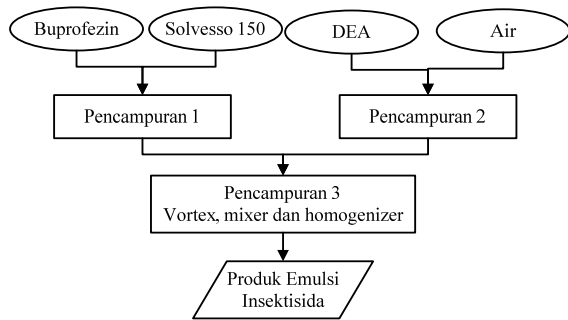 Buprofezin
Solvesso 150
DEA
Air
Pencampuran 1
Pencampuran 2
Pencampuran 3
Vortex, mixer dan homogenizer
Produk Emulsi
Insektisida